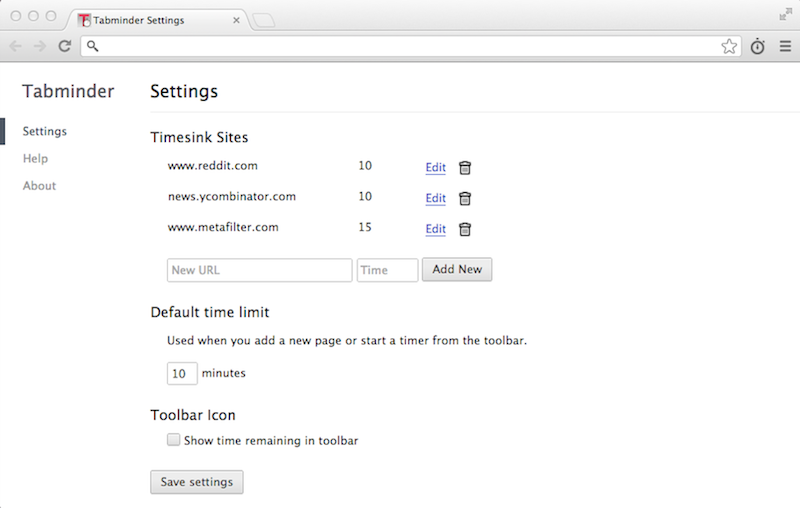 Tabminder Settings
Tabminder
Settings
Help
About
Settings
Timesink Sites
www.reddit.com 10 Edit
news.ycombinator.com 10 Edit
www.metafilter.com 15 Edit
New URL Time Add New
Default time limit
Used when you add a new page or start a timer from the toolbar.
10 minutes
Toolbar Icon
Show time remaining in toolbar
Save settings